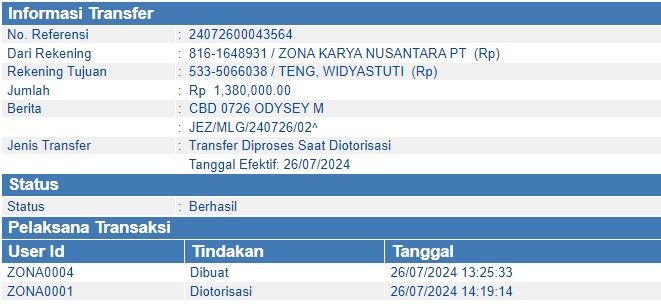 Informasi Transfer
No. Referensi : 24072600043564
Dari Rekening : 816-1648931 / ZONA KARYA NUSANTARA PT (Rp)
Rekening Tujuan : 533-5066038 / TENG, WIDYASTUTI (Rp)
Jumlah : Rp 1,380,000.00
Berita : CBD 0726 ODYSEY M
: JEZ/MLG/240726/02^
Jenis Transfer : Transfer Diproses Saat Diotorisasi
Tanggal Efektif: 26/07/2024
Status
Status : Berhasil
Pelaksana Transaksi
User Id Tindakan Tanggal
ZONA0004 Dibuat 26/07/2024 13:25:33
ZONA0001 Diotorisasi 26/07/2024 14:19:14